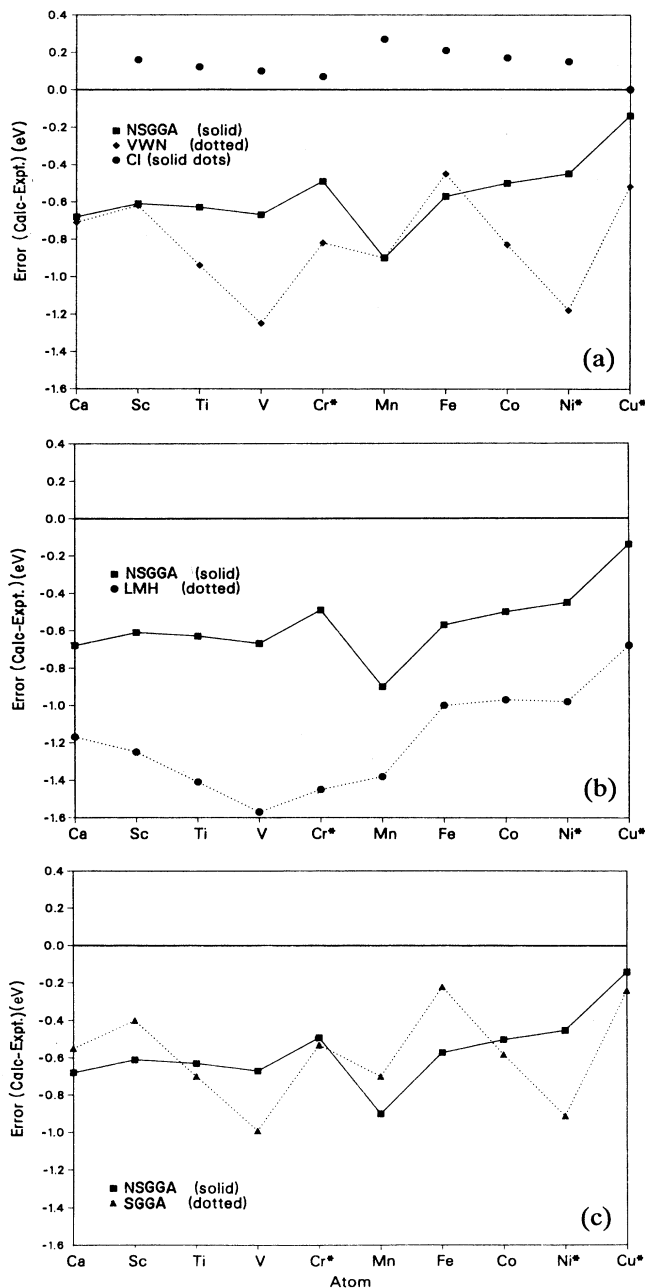 0.4
0.2
0.0
-0.2
-0.4
-0.6
-0.8
-1.0
-1.2
-1.4
-1.6
Error (Calc-Expt.) (eV)
NSGGA (solid)
VWN (dotted)
CI (solid dots)
(a)
Ca Sc Ti V Cr* Mn Fe Co Ni* Cu*
0.4
0.2
0.0
-0.2
-0.4
-0.6
-0.8
-1.0
-1.2
-1.4
-1.6
Error (Calc-Expt.) (eV)
NSGGA (solid)
LMH (dotted)
(b)
Ca Sc Ti V Cr* Mn Fe Co Ni* Cu*
0.4
0.2
0.0
-0.2
-0.4
-0.6
-0.8
-1.0
-1.2
-1.4
-1.6
Error (Calc-Expt.) (eV)
NSGGA (solid)
SGGA (dotted)
(c)
Ca Sc Ti V Cr* Mn Fe Co Ni* Cu*
Atom